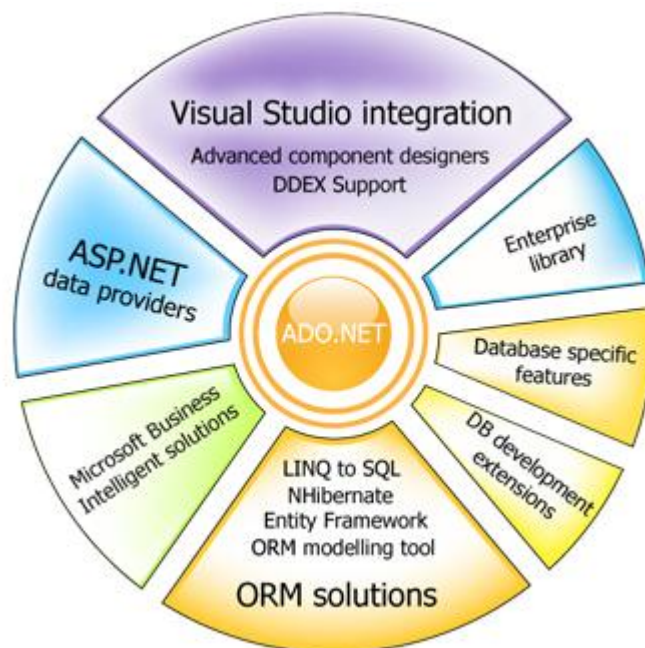 Visual Studio integration
Advanced component designers
DDEX Support
Enterprise
library
Database specific
features
DB development
extensions
LINQ to SQL
NHibernate
Entity Framework
ORM modelling tool
ORM solutions
Microsoft Business
Intelligent solutions
ASP.NET
data providers
ADO.NET